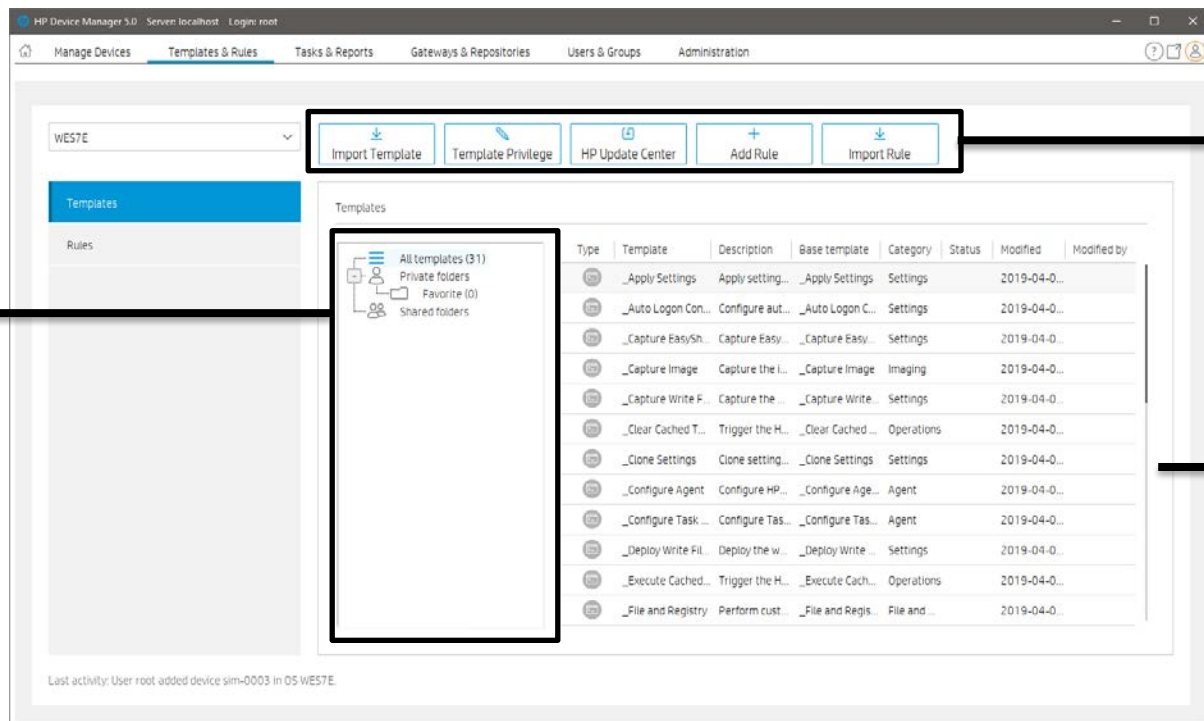 HP Device Manager 5.0 Server: localhost Login: root
Manage Devices Templates & Rules Tasks & Reports Gateways & Repositories Users & Groups Administration
WES7E
Import Template Template Privilege HP Update Center Add Rule Import Rule
Templates
Rules
Templates
All templates (31)
Private folders
Favorite (0)
Shared folders
Type Template Description Base template Category Status Modified Modified by
_Apply Settings Apply setting... _Apply Settings Settings 2019-04-0...
_Auto Logon Con... Configure aut... _Auto Logon C... Settings 2019-04-0...
_Capture EasySh... Capture Easy... _Capture Easy... Settings 2019-04-0...
_Capture Image Capture the i... _Capture Image Imaging 2019-04-0...
_Capture Write F... Capture the ... _Capture Write... Settings 2019-04-0...
_Clear Cached T... Trigger the H... _Clear Cached ... Operations 2019-04-0...
_Clone Settings Clone setting... _Clone Settings Settings 2019-04-0...
_Configure Agent Configure HP... _Configure Age... Agent 2019-04-0...
_Configure Task ... Configure Tas... _Configure Tas... Agent 2019-04-0...
_Deploy Write Fil... Deploy the w... _Deploy Write ... Settings 2019-04-0...
_Execute Cached... Trigger the H... _Execute Cach... Operations 2019-04-0...
_File and Registry Perform cust... _File and Regis... File and ... 2019-04-0...
Last activity: User root added device sim-0003 in OS WES7E.